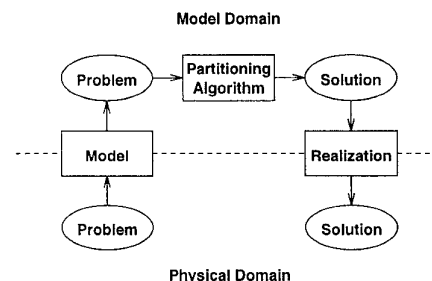 Model Domain
Problem
Partitioning
Algorithm
Solution
Model
Realization
Problem
Solution
Physical Domain